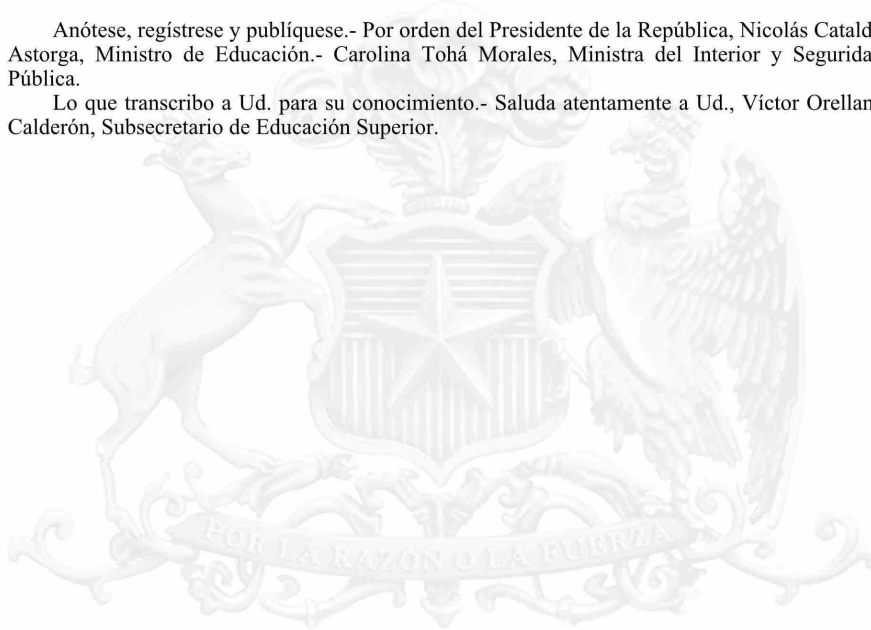 Anótese, regístrese y publíquese.- Por orden del Presidente de la República, Nicolás Catald
Astorga, Ministro de Educación.- Carolina Tohá Morales, Ministra del Interior y Segurida
Pública.
Lo que transcribo a Ud. para su conocimiento.- Saluda atentamente a Ud., Víctor Orellan
Calderón, Subsecretario de Educación Superior.
POR LA RAZON O LA FUERZA